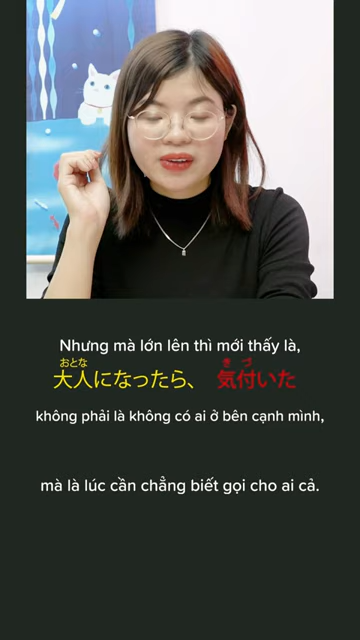 Nhưng mà lớn lên thì mới thấy là,
おとな き づ
大人になったら、 気付いた
không phải là không có ai ở bên cạnh mình,
mà là lúc cần chẳng biết gọi cho ai cả.